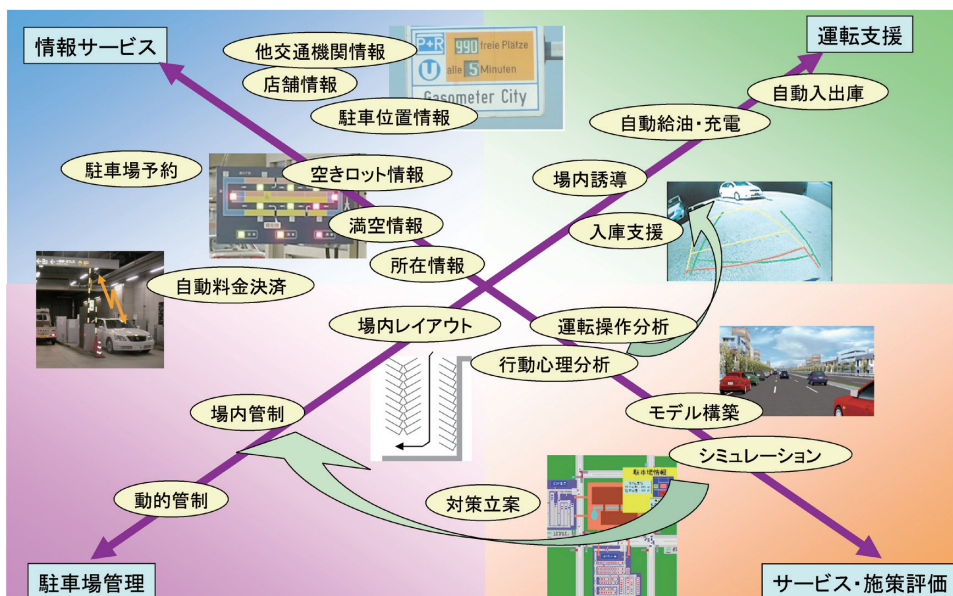 情報サービス
運転支援
他交通機関情報
店舗情報
駐車位置情報
P+R 990 freie Plätze
U alle 5 Minuten
Gasometer City
自動入出庫
自動給油・充電
駐車場予約
空きロット情報
場内誘導
満空情報
入庫支援
所在情報
自動料金決済
場内レイアウト
運転操作分析
行動心理分析
場内管制
モデル構築
シミュレーション
駐車場情報
動的管制
対策立案
駐車場管理
サービス・施策評価